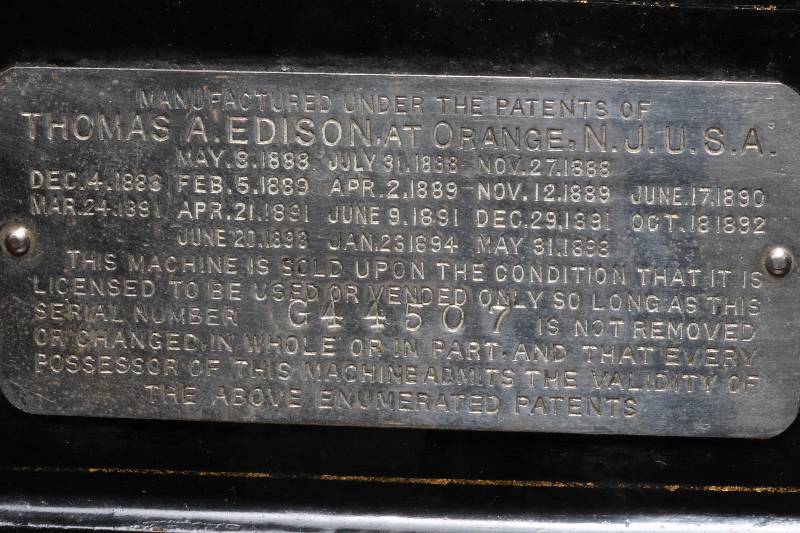 MANUFACTURED UNDER THE PATENTS OF
THOMAS A. EDISON, AT ORANGE, N.J.U.S.A.
MAY.8.1888 JULY 31.1888 NOV.27.1888
DEC.4.1888 FEB.5.1889 APR.2.1889 NOV.12.1889 JUNE.17.1890
MAR.24.1891 APR.21.1891 JUNE 9.1891 DEC.29.1891 OCT.18 1892
JUNE 20.1893 JAN.23 1894 MAY 31.1898
THIS MACHINE IS SOLD UPON THE CONDITION THAT IT IS
LICENSED TO BE USED OR VENDED ONLY SO LONG AS THIS
SERIAL NUMBER G44507 IS NOT REMOVED
OR CHANGED, IN WHOLE OR IN PART, AND THAT EVERY
POSSESSOR OF THIS MACHINE ADMITS THE VALIDITY OF
THE ABOVE ENUMERATED PATENTS